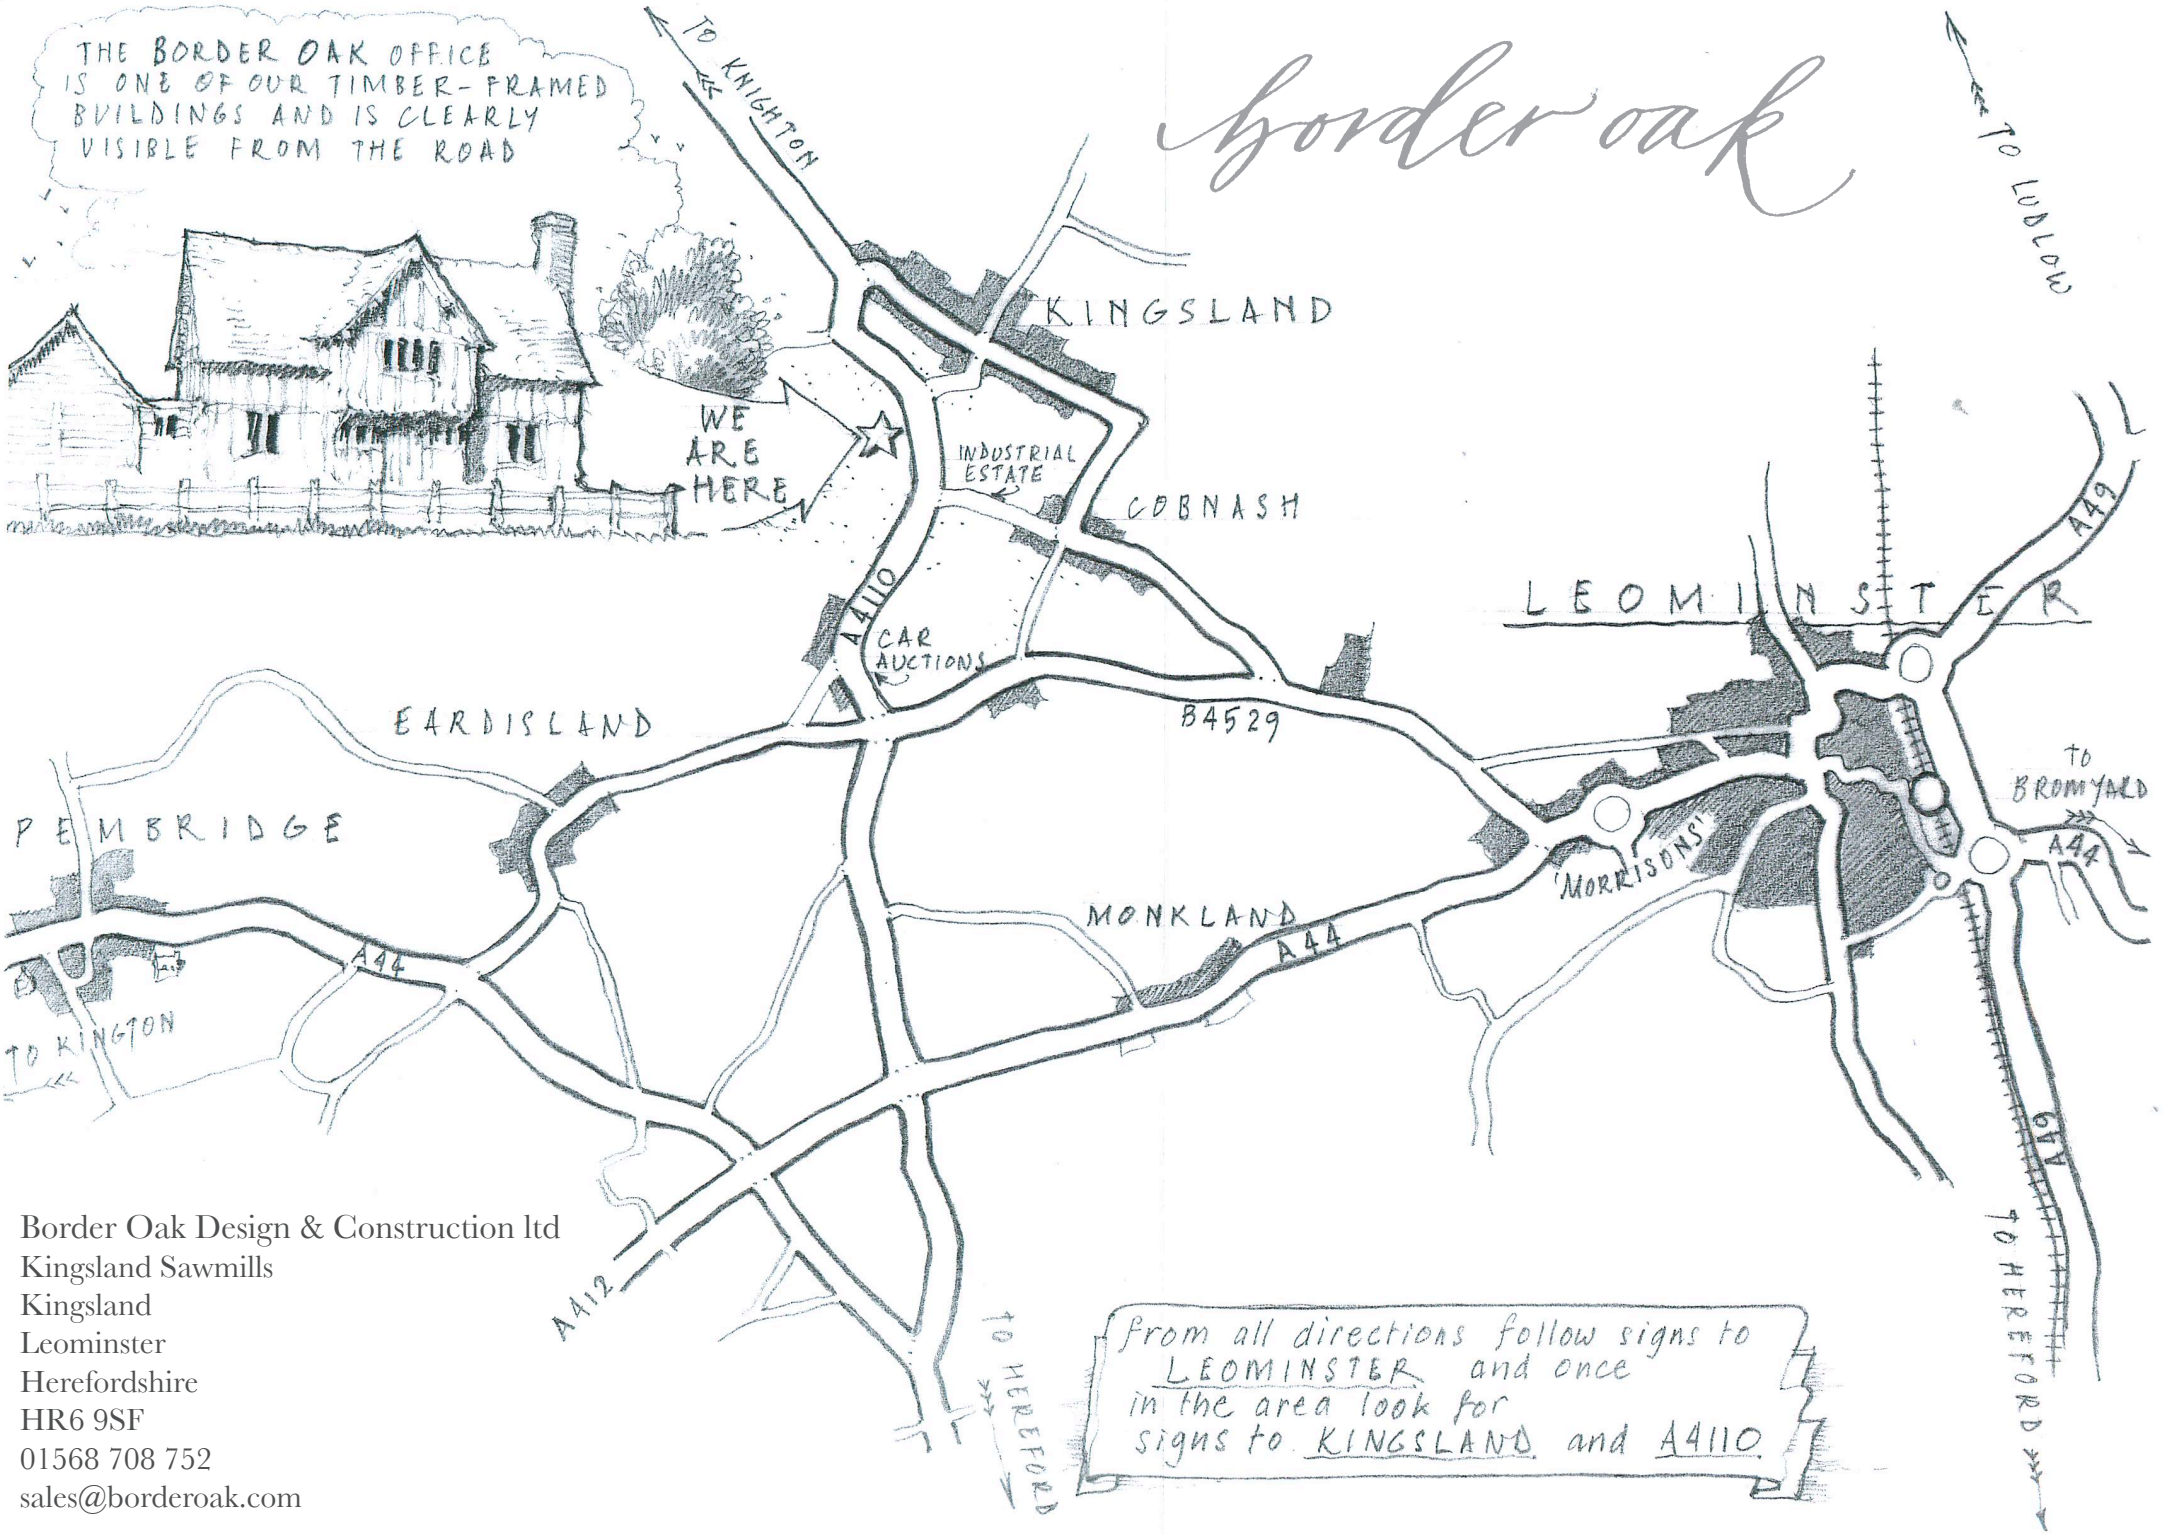 THE BORDER OAK OFFICE
IS ONE OF OUR TIMBER-FRAMED
BUILDINGS AND IS CLEARLY
VISIBLE FROM THE ROAD
TO KNIGHTON
border oak
TO LUDLOW
KINGSLAND
WE
ARE
HERE
INDUSTRIAL
ESTATE
COBNASH
A49
A4110
LEOMINSTER
CAR
AUCTIONS
EARDISLAND
B4529
TO
BROMYARD
PEMBRIDGE
A44
'MORRISONS'
MONKLAND
A44
A44
TO KINGTON
A49
A412
TO HEREFORD
TO HEREFORD
Border Oak Design & Construction ltd
Kingsland Sawmills
Kingsland
Leominster
Herefordshire
HR6 9SF
01568 708 752
sales@borderoak.com
from all directions follow signs to
LEOMINSTER and once
in the area look for
signs to KINGSLAND and A4110